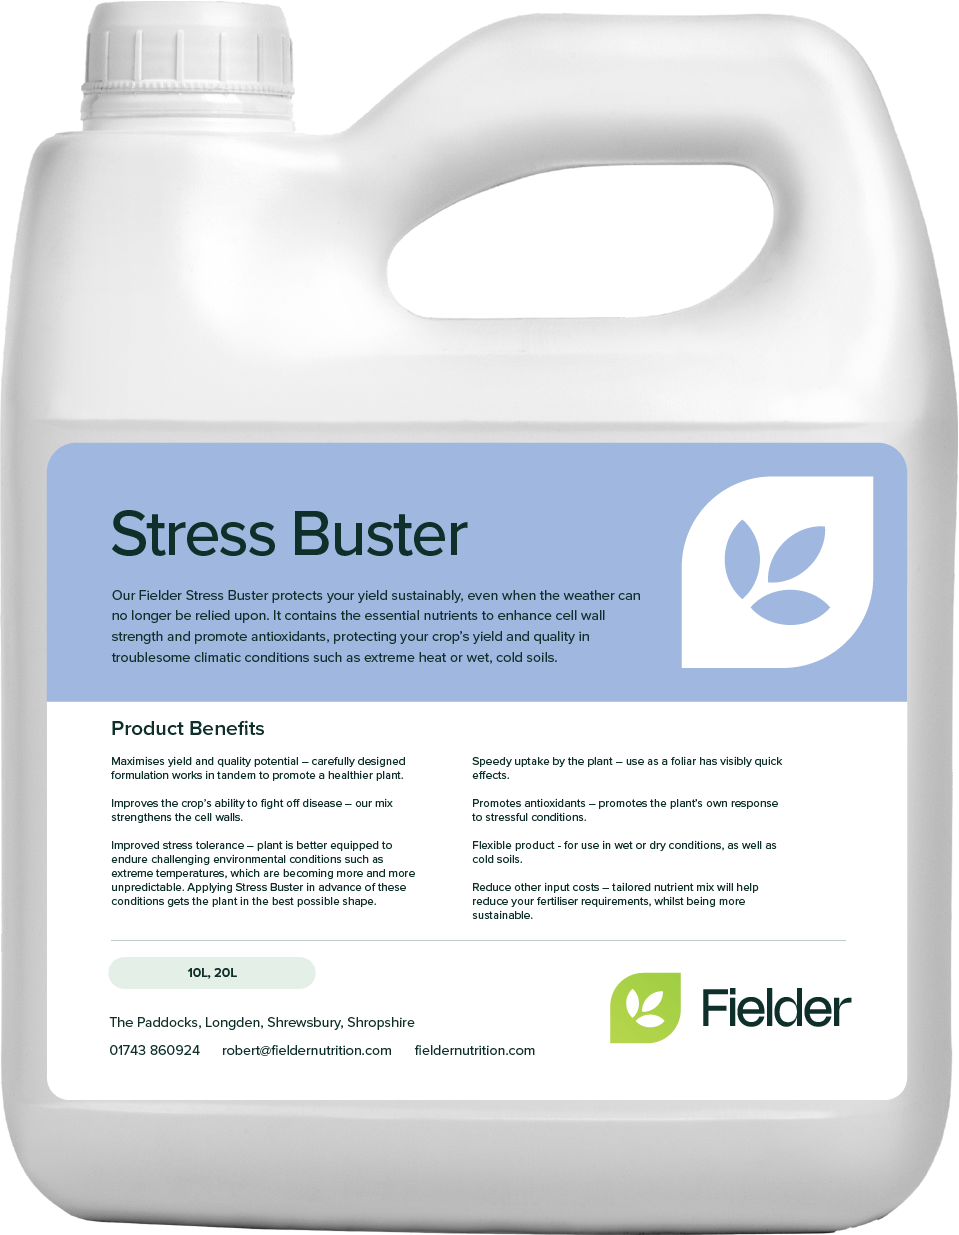 Stress Buster
Our Fielder Stress Buster protects your yield sustainably, even when the weather can
no longer be relied upon. It contains the essential nutrients to enhance cell wall
strength and promote antioxidants, protecting your crop's yield and quality in
troublesome climatic conditions such as extreme heat or wet, cold soils.
Product Benefits
Maximises yield and quality potential – carefully designed
formulation works in tandem to promote a healthier plant.
Improves the crop's ability to fight off disease – our mix
strengthens the cell walls.
Improved stress tolerance – plant is better equipped to
endure challenging environmental conditions such as
extreme temperatures, which are becoming more and more
unpredictable. Applying Stress Buster in advance of these
conditions gets the plant in the best possible shape.
Speedy uptake by the plant – use as a foliar has visibly quick
effects.
Promotes antioxidants – promotes the plant's own response
to stressful conditions.
Flexible product - for use in wet or dry conditions, as well as
cold soils.
Reduce other input costs – tailored nutrient mix will help
reduce your fertiliser requirements, whilst being more
sustainable.
10L, 20L
The Paddocks, Longden, Shrewsbury, Shropshire
01743 860924 robert@fieldernutrition.com fieldernutrition.com
Fielder